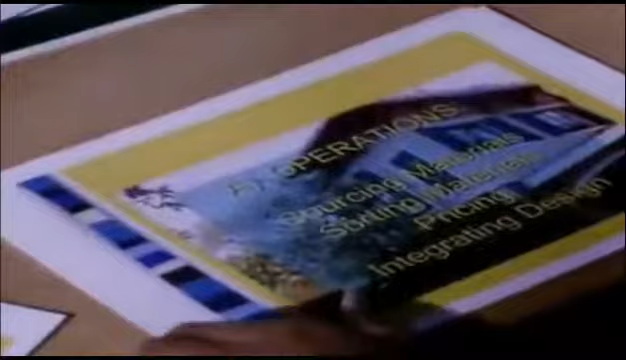 A) OPERATIONS:
Sourcing Materials
Sorting Materials
Pricing
Integrating Design